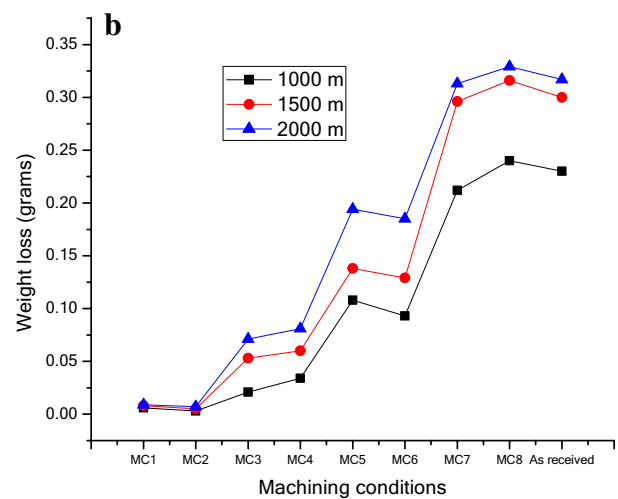 b
1000 m
1500 m
2000 m
Weight loss (grams)
0.35
0.30
0.25
0.20
0.15
0.10
0.05
0.00
MC1 MC2 MC3 MC4 MC5 MC6 MC7 MC8 As received
Machining conditions